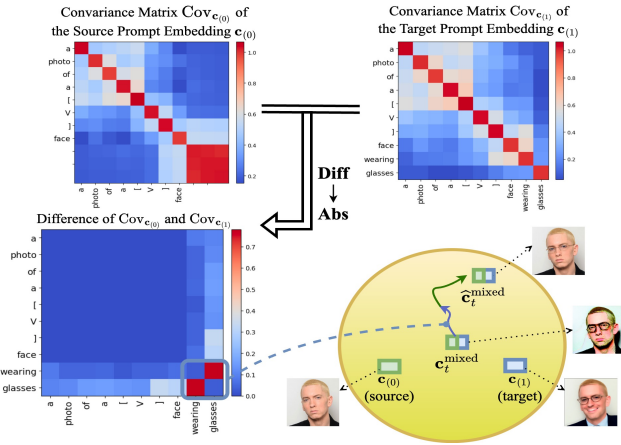 Convariance Matrix Cov_c(0) of
the Source Prompt Embedding c(0)
a
photo
of
a
[
V
]
face
a
photo
of
a
[
V
]
face
1.0
0.8
0.6
0.4
0.2
Convariance Matrix Cov_c(1) of
the Target Prompt Embedding c(1)
a
photo
of
a
[
V
]
face
wearing
glasses
a
photo
of
a
[
V
]
face
wearing
glasses
1.0
0.8
0.6
0.4
0.2
Diff
Abs
Difference of Cov_c(0) and Cov_c(1)
a
photo
of
a
[
V
]
face
wearing
glasses
a
photo
of
a
[
V
]
face
wearing
glasses
0.7
0.6
0.5
0.4
0.3
0.2
0.1
0.0
ĉ_t^mixed
c_t^mixed
c(0)
(source)
c(1)
(target)